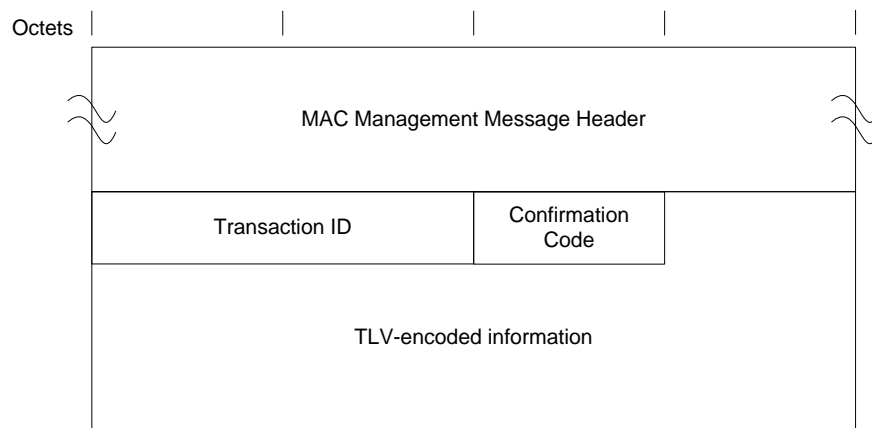 Octets
MAC Management Message Header
Transaction ID
Confirmation
Code
TLV-encoded information